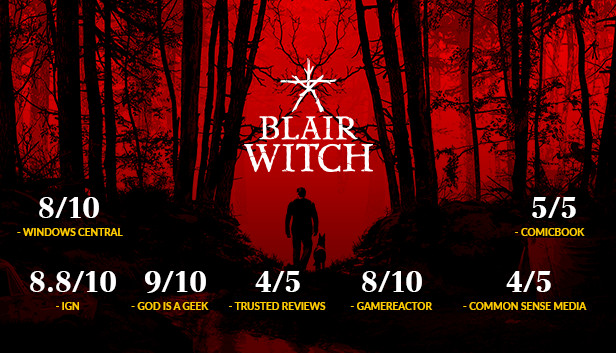 BLAIR
WITCH
8/10
- WINDOWS CENTRAL
5/5
- COMICBOOK
8.8/10
- IGN
9/10
- GOD IS A GEEK
4/5
- TRUSTED REVIEWS
8/10
- GAMEREACTOR
4/5
- COMMON SENSE MEDIA